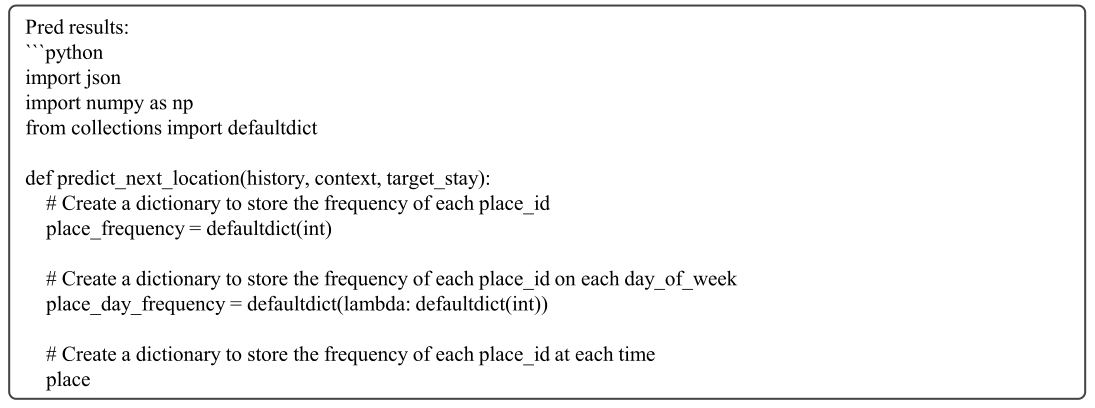 Pred results:
```python
import json
import numpy as np
from collections import defaultdict

def predict_next_location(history, context, target_stay):
    # Create a dictionary to store the frequency of each place_id
    place_frequency = defaultdict(int)

    # Create a dictionary to store the frequency of each place_id on each day_of_week
    place_day_frequency = defaultdict(lambda: defaultdict(int))

    # Create a dictionary to store the frequency of each place_id at each time
    place